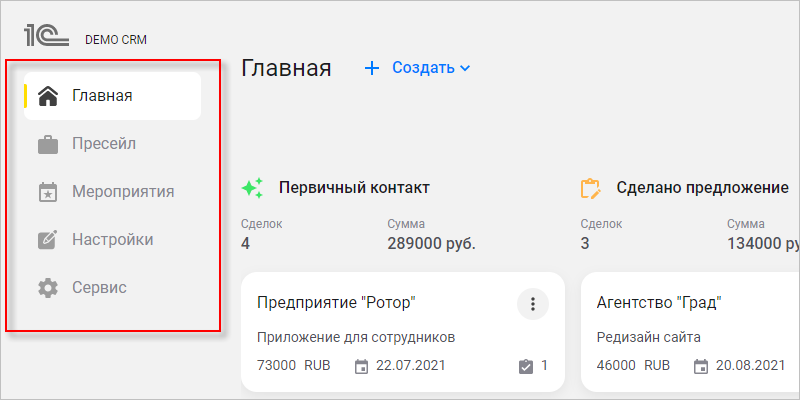 1С DEMO CRM
Главная
Пресейл
Мероприятия
Настройки
Сервис
Главная
+ Создать
Первичный контакт
Сделок Сумма
4 289000 руб.
Предприятие "Ротор"
Приложение для сотрудников
73000 RUB 22.07.2021 1
Сделано предложение
Сделок Сумма
3 134000 ру
Агентство "Град"
Редизайн сайта
46000 RUB 20.08.2021